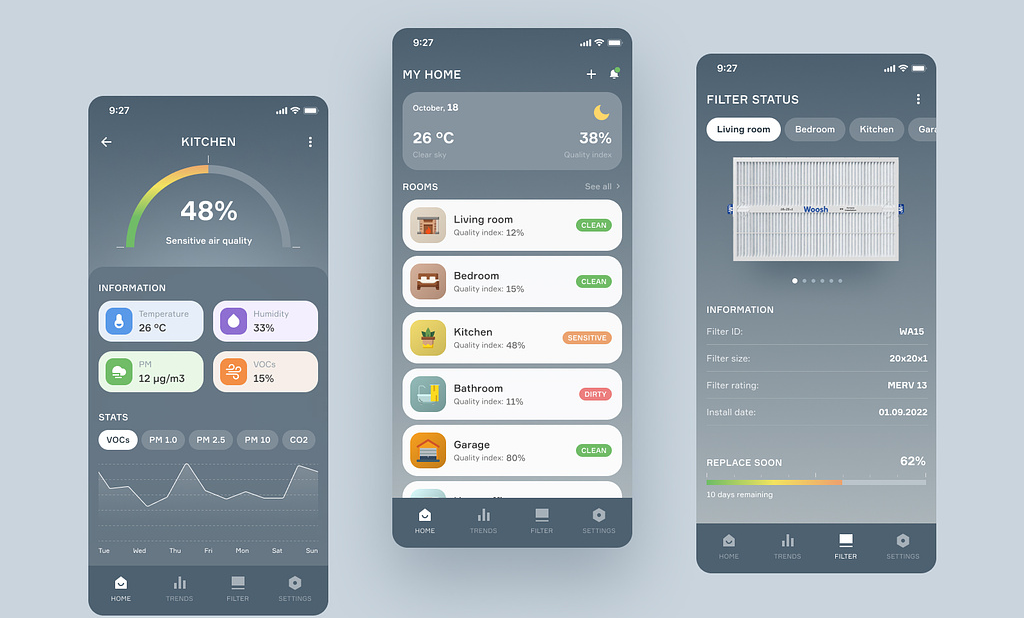 9:27
KITCHEN
48%
Sensitive air quality
INFORMATION
Temperature
26 ºC
Humidity
33%
PM
12 µg/m3
VOCs
15%
STATS
VOCs PM 1.0 PM 2.5 PM 10 CO2
Tue Wed Thu Fri Mon Sat Sun
HOME TRENDS FILTER SETTINGS
9:27
MY HOME
October, 18
26 ºC
Clear sky
38%
Quality index
ROOMS
See all
Living room
Quality index: 12%
CLEAN
Bedroom
Quality index: 15%
CLEAN
Kitchen
Quality index: 48%
SENSITIVE
Bathroom
Quality index: 11%
DIRTY
Garage
Quality index: 80%
CLEAN
HOME TRENDS FILTER SETTINGS
9:27
FILTER STATUS
Living room Bedroom Kitchen Gara
Woosh
INFORMATION
Filter ID: WA15
Filter size: 20x20x1
Filter rating: MERV 13
Install date: 01.09.2022
REPLACE SOON 62%
10 days remaining
HOME TRENDS FILTER SETTINGS